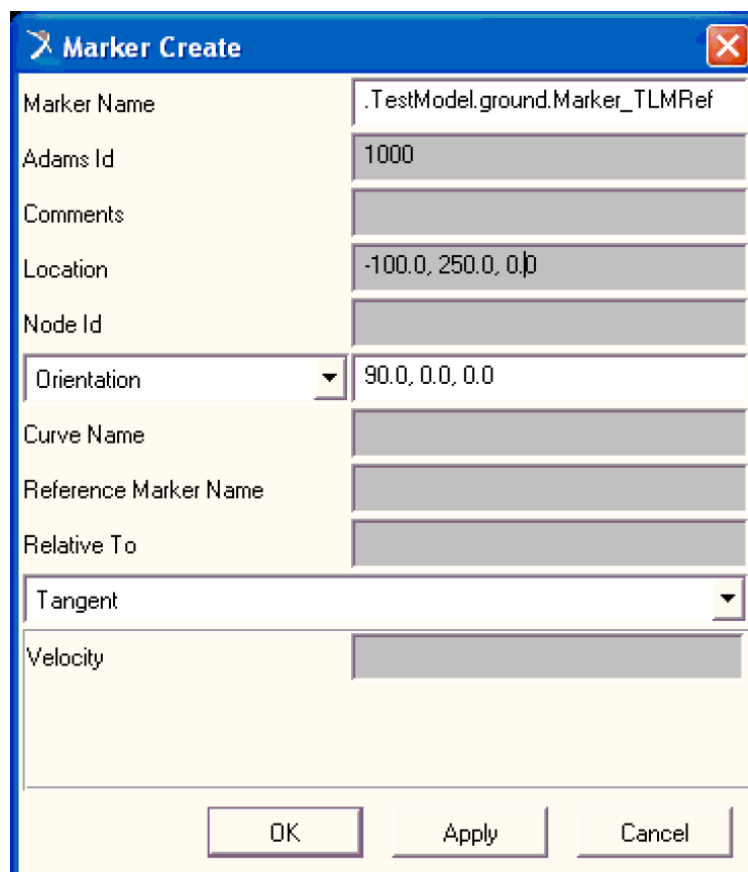 Marker Create
Marker Name .TestModel.ground.Marker_TLMRef
Adams Id 1000
Comments
Location -100.0, 250.0, 0.0
Node Id
Orientation 90.0, 0.0, 0.0
Curve Name
Reference Marker Name
Relative To
Tangent
Velocity
OK Apply Cancel